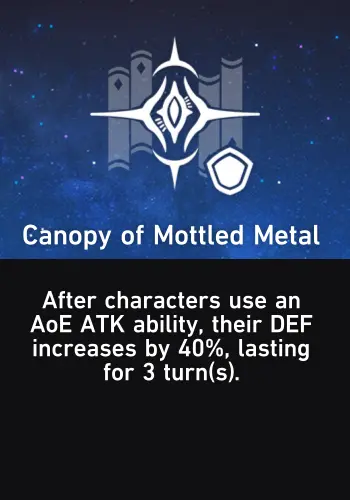 Canopy of Mottled Metal
After characters use an
AoE ATK ability, their DEF
increases by 40%, lasting
for 3 turn(s).